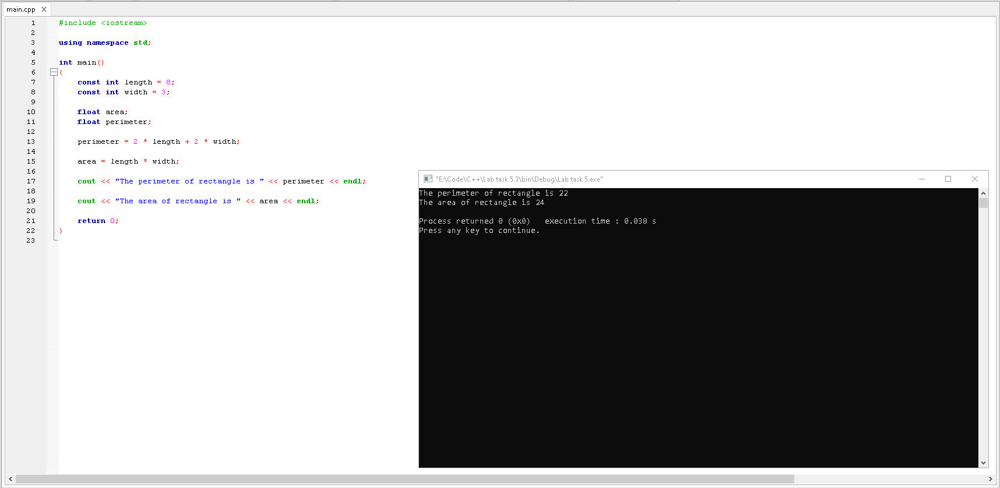 main.cpp
1 #include <iostream>
2
3 using namespace std;
4
5 int main()
6 {
7 const int length = 8;
8 const int width = 3;
9
10 float area;
11 float perimeter;
12
13 perimeter = 2 * length + 2 * width;
14
15 area = length * width;
16
17 cout << "The perimeter of rectangle is " << perimeter << endl;
18
19 cout << "The area of rectangle is " << area << endl;
20
21 return 0;
22 }
23
"E:\Code\C++\Lab task 5.3\bin\Debug\Lab task 5.exe"
The perimeter of rectangle is 22
The area of rectangle is 24
Process returned 0 (0x0) execution time : 0.038 s
Press any key to continue.